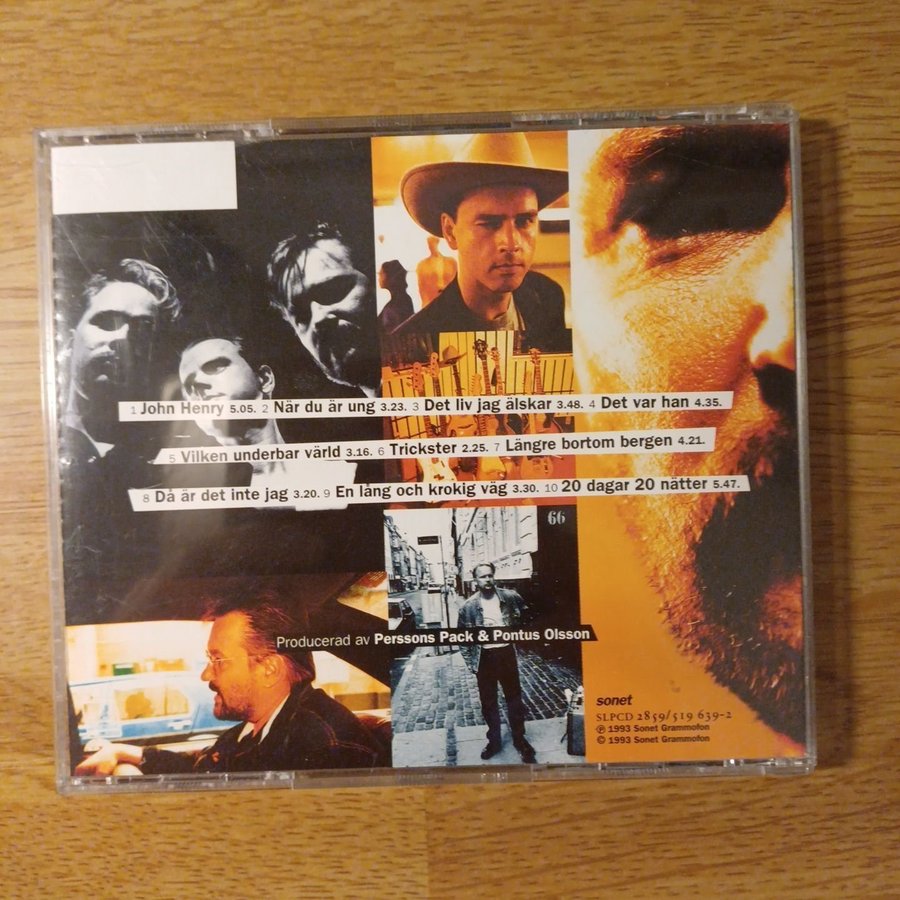 1 John Henry 5.05. 2 När du är ung 3.23. 3 Det liv jag älskar 3.48. 4 Det var han 4.35.
5 Vilken underbar värld 3.16. 6 Trickster 2.25. 7 Längre bortom bergen 4.21.
8 Då är det inte jag 3.20. 9 En lång och krokig väg 3.30. 10 20 dagar 20 nätter 5.47.
66
Producerad av Perssons Pack & Pontus Olsson
sonet
SLPCD 2859/519 639-2
℗ 1993 Sonet Grammofon
© 1993 Sonet Grammofon